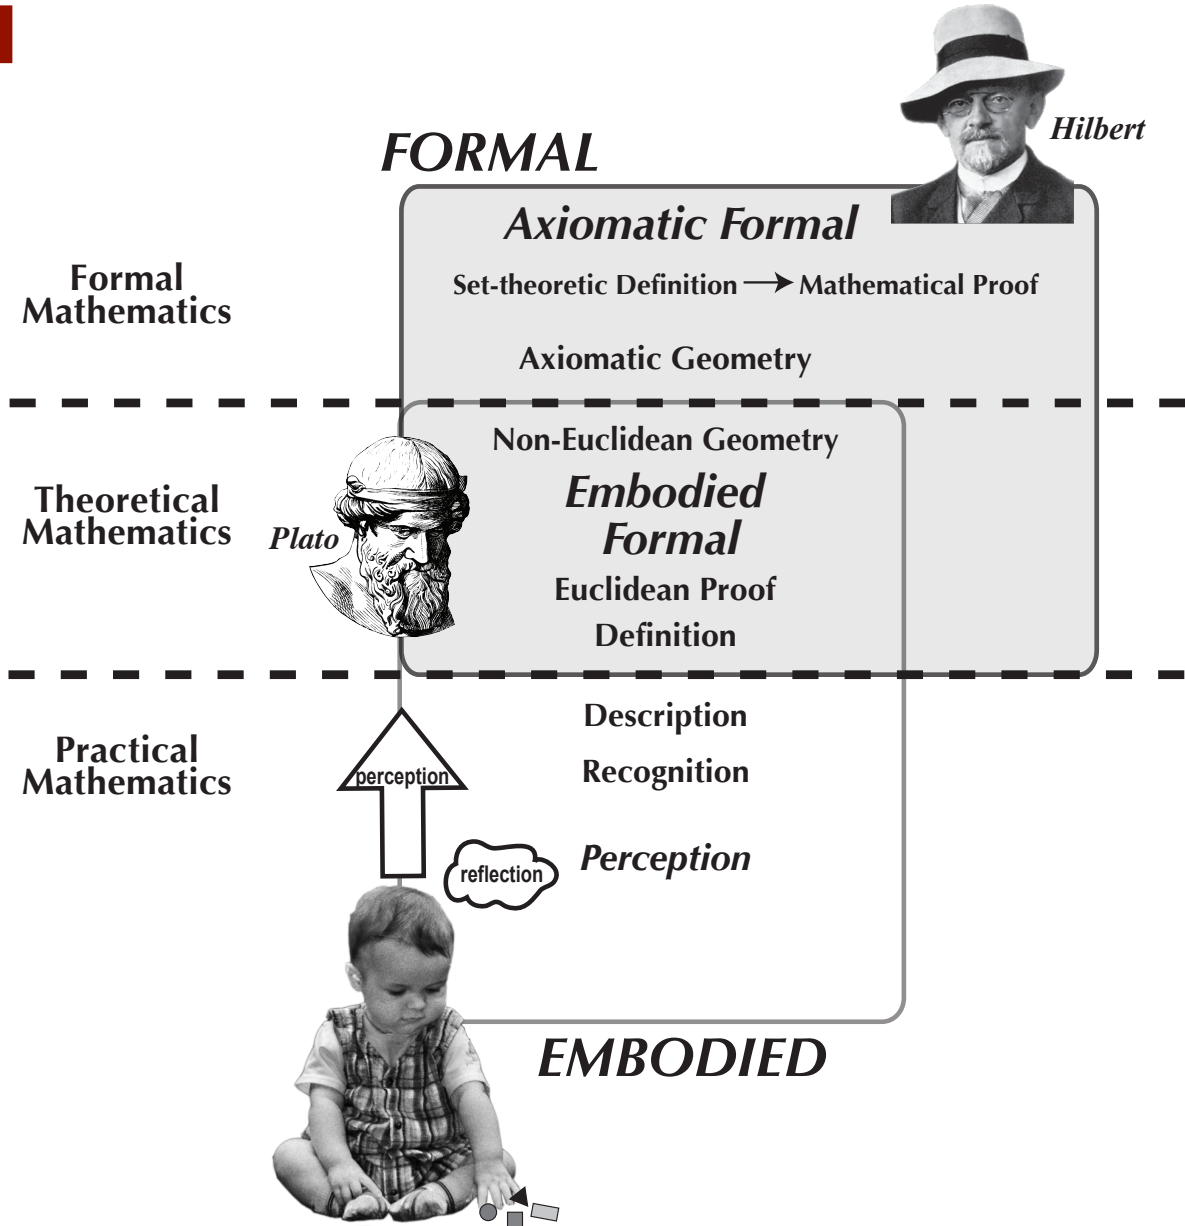 Hilbert
FORMAL
Axiomatic Formal
Formal
Mathematics
Set-theoretic Definition → Mathematical Proof
Axiomatic Geometry
Non-Euclidean Geometry
Theoretical
Mathematics
Plato
Embodied
Formal
Euclidean Proof
Definition
Practical
Mathematics
Description
Recognition
perception
Perception
reflection
EMBODIED